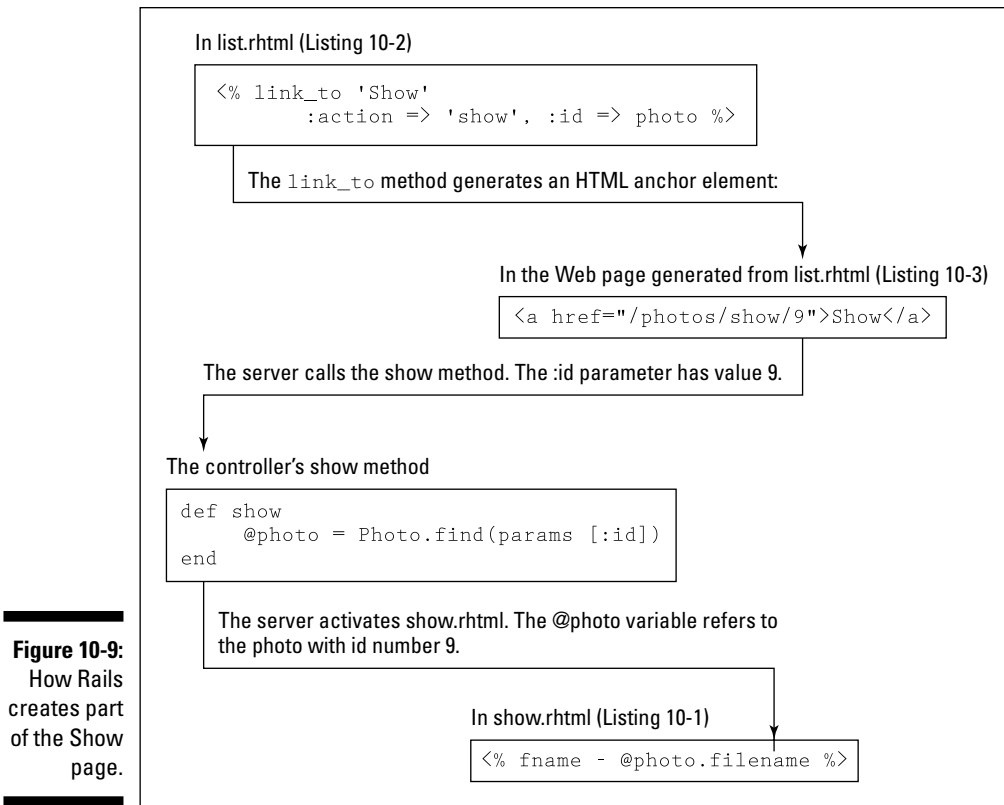 In list.rhtml (Listing 10-2)
<% link_to 'Show'
:action => 'show', :id => photo %>
The link_to method generates an HTML anchor element:
In the Web page generated from list.rhtml (Listing 10-3)
<a href="/photos/show/9">Show</a>
The server calls the show method. The :id parameter has value 9.
The controller's show method
def show
@photo = Photo.find(params [:id])
end
The server activates show.rhtml. The @photo variable refers to
the photo with id number 9.
In show.rhtml (Listing 10-1)
<% fname - @photo.filename %>
Figure 10-9:
How Rails
creates part
of the Show
page.